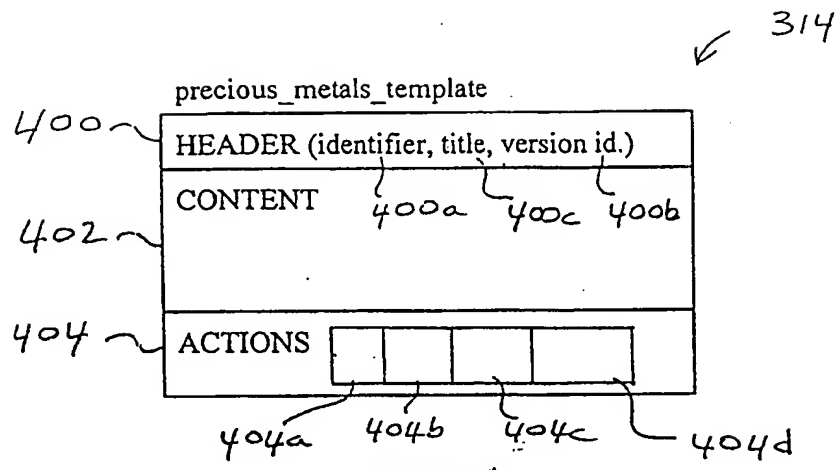 314
precious_metals_template
400
HEADER (identifier, title, version id.)
CONTENT
400a 400c 400b
402
404
ACTIONS
404a 404b 404c 404d